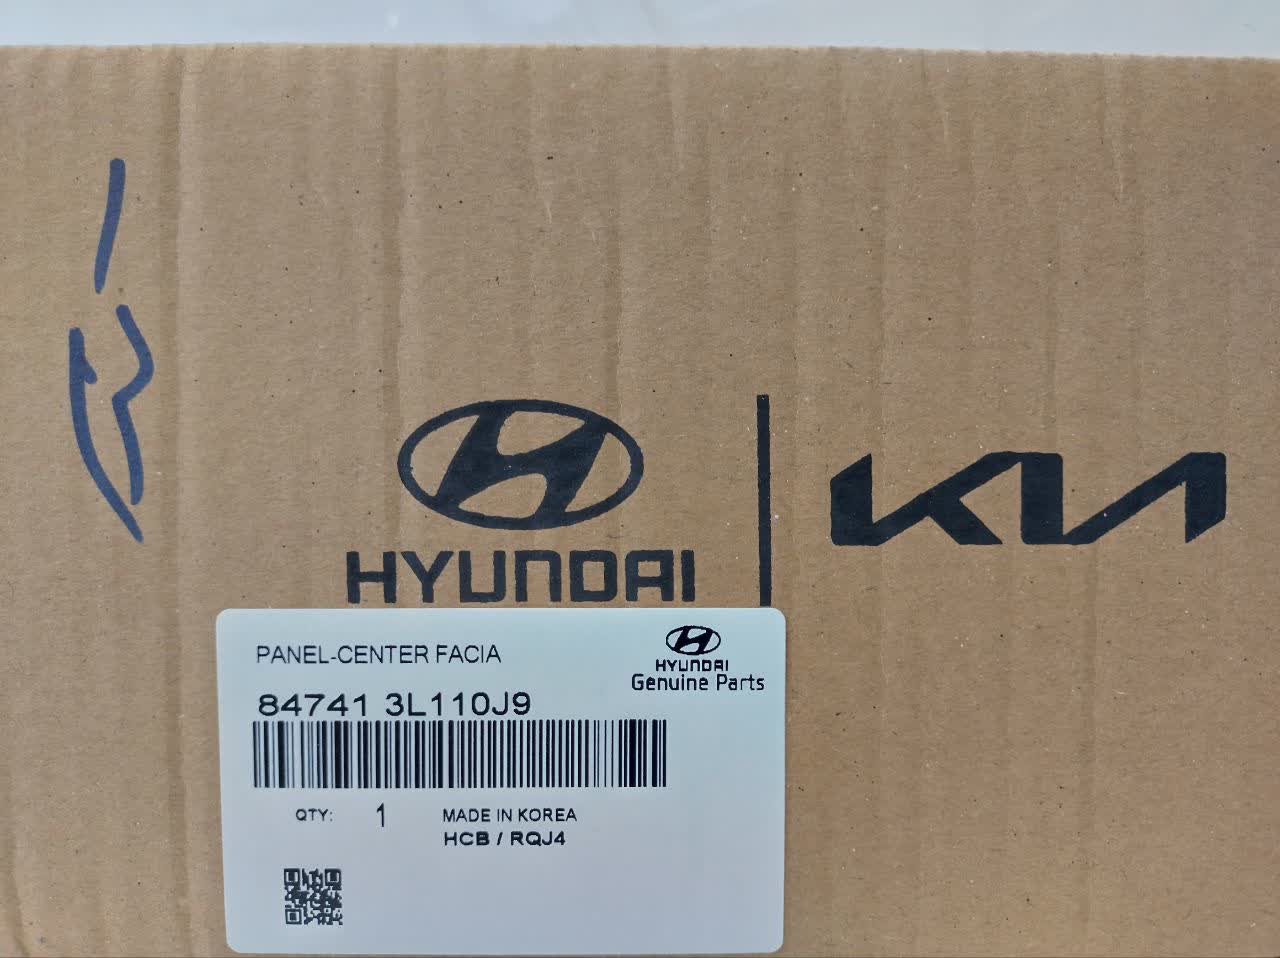 HYUNDAI
KIA
PANEL-CENTER FACIA
HYUNDAI
Genuine Parts
84741 3L110J9
QTY: 1 MADE IN KOREA
HCB / RQJ4